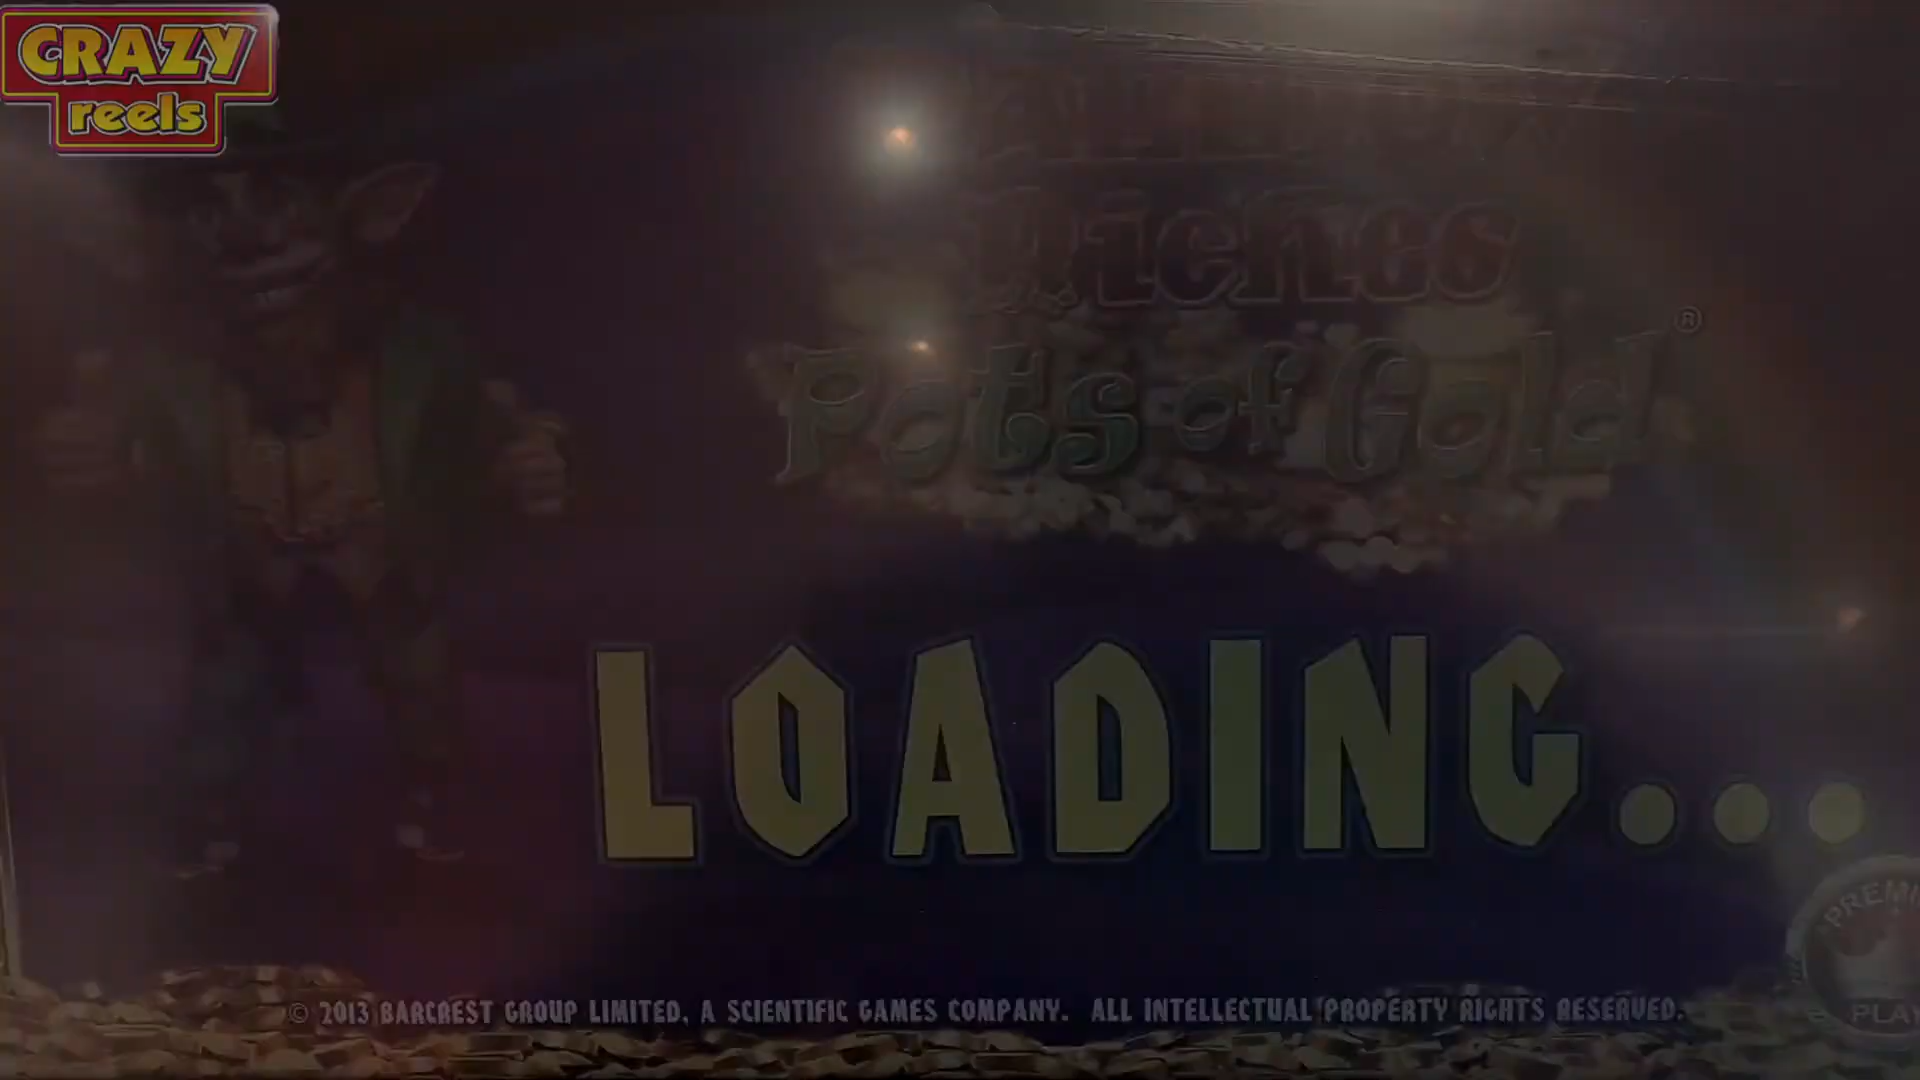 CRAZY
reels
Riches
Pots of Gold®
LOADING...
© 2013 BARCREST GROUP LIMITED, A SCIENTIFIC GAMES COMPANY. ALL INTELLECTUAL PROPERTY RIGHTS RESERVED.
PLAY